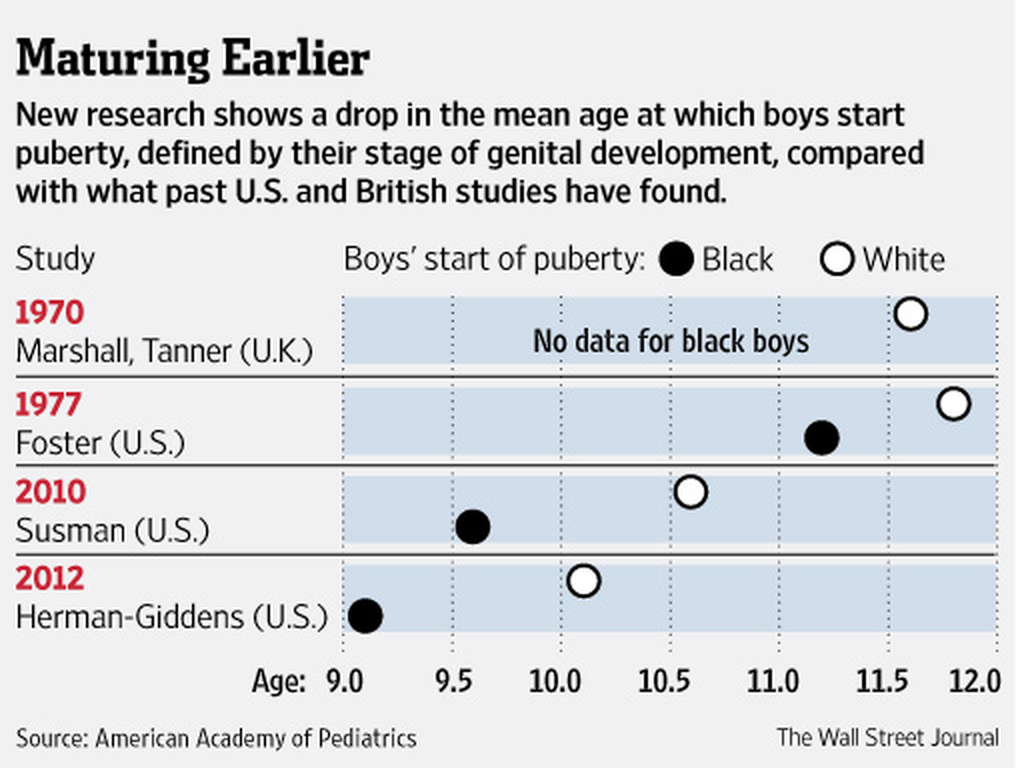 Maturing Earlier
New research shows a drop in the mean age at which boys start
puberty, defined by their stage of genital development, compared
with what past U.S. and British studies have found.
Study Boys’ start of puberty: Black White
1970
Marshall, Tanner (U.K.)
No data for black boys
1977
Foster (U.S.)
2010
Susman (U.S.)
2012
Herman-Giddens (U.S.)
Age: 9.0 9.5 10.0 10.5 11.0 11.5 12.0
Source: American Academy of Pediatrics The Wall Street Journal